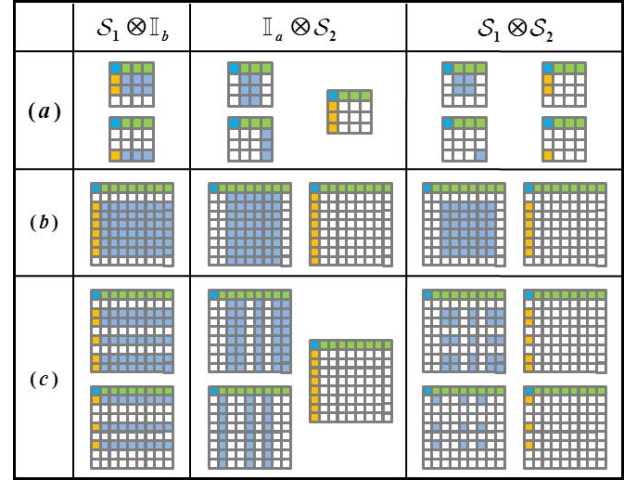 𝒮₁ ⊗ 𝕀_b
𝕀_a ⊗ 𝒮₂
𝒮₁ ⊗ 𝒮₂
(a)
(b)
(c)